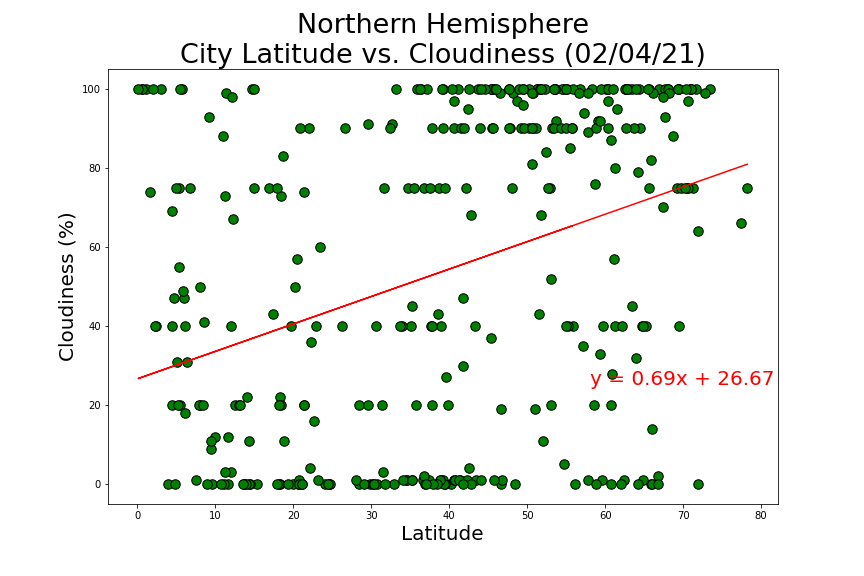 Northern Hemisphere
City Latitude vs. Cloudiness (02/04/21)
100
80
60
40
20
0
Cloudiness (%)
y = 0.69x + 26.67
0 10 20 30 40 50 60 70 80
Latitude